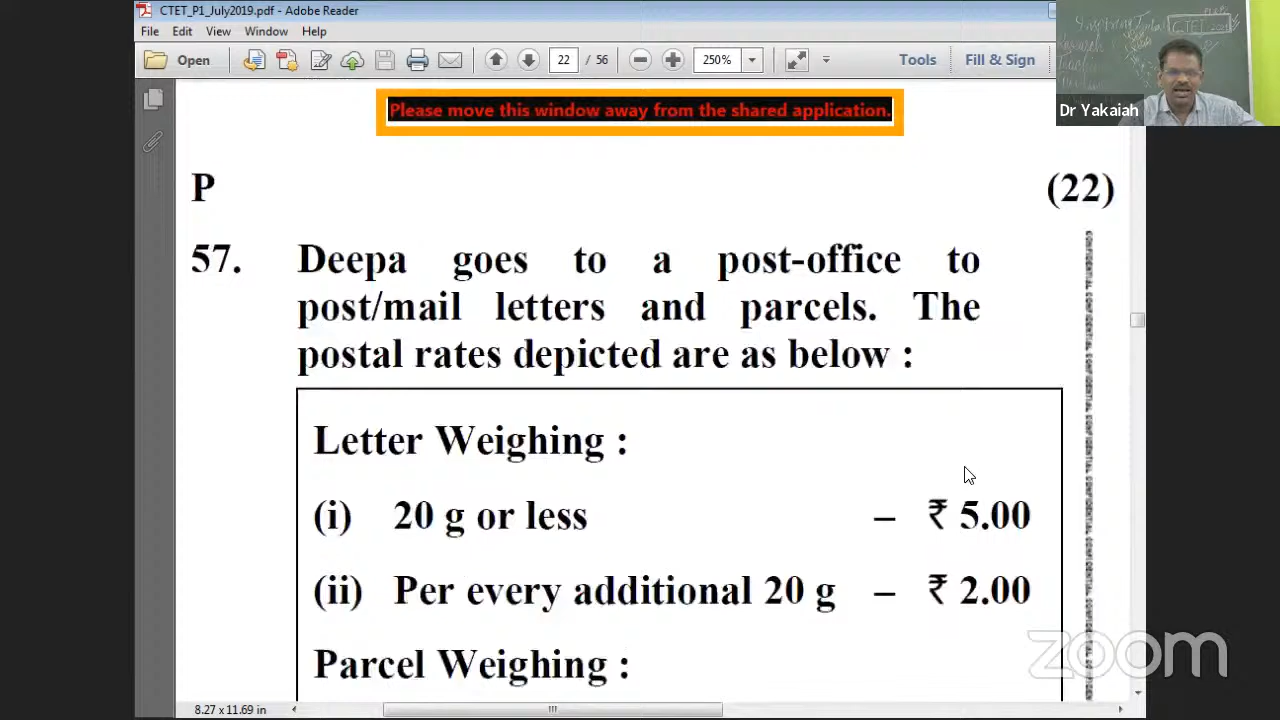 CTET_P1_July2019.pdf - Adobe Reader
File Edit View Window Help
Open 22 / 56 250% Tools Fill & Sign
CTET
Please move this window away from the shared application.
Dr Yakaiah
P (22)
57. Deepa goes to a post-office to
post/mail letters and parcels. The
postal rates depicted are as below :
Letter Weighing :
(i) 20 g or less – ₹ 5.00
(ii) Per every additional 20 g – ₹ 2.00
Parcel Weighing :
zoom
8.27 x 11.69 in